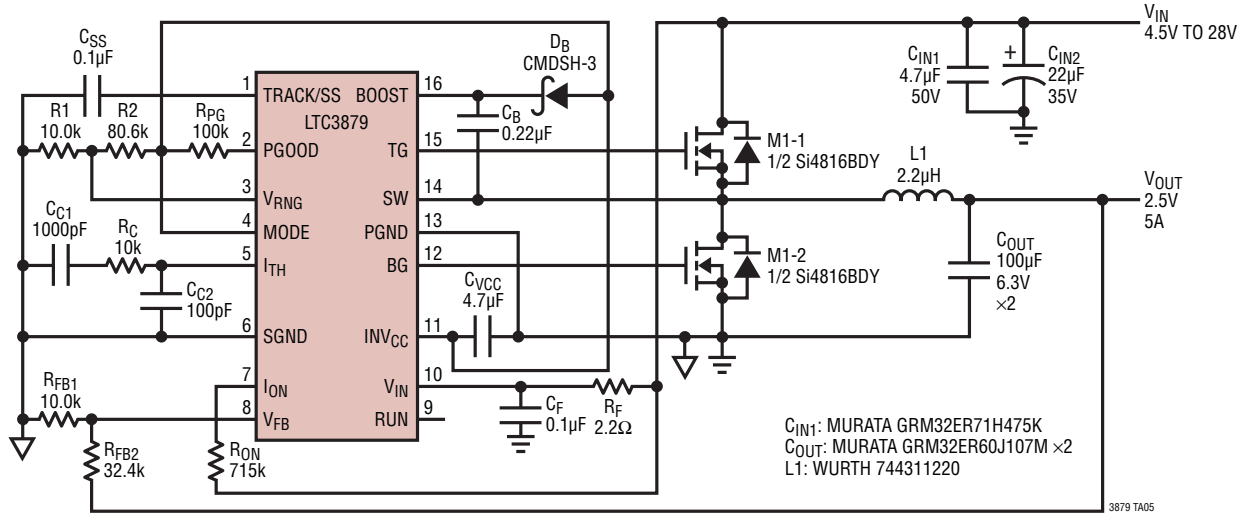 C_SS
0.1µF
R1
10.0k
R2
80.6k
R_PG
100k
C_C1
1000pF
R_C
10k
C_C2
100pF
R_FB1
10.0k
R_FB2
32.4k
R_ON
715k
1
2
3
4
5
6
7
8
TRACK/SS
PGOOD
V_RNG
MODE
I_TH
SGND
I_ON
V_FB
LTC3879
BOOST
TG
SW
PGND
BG
INV_CC
V_IN
RUN
16
15
14
13
12
11
10
9
D_B
CMDSH-3
C_B
0.22µF
C_VCC
4.7µF
C_F
0.1µF
R_F
2.2Ω
M1-1
1/2 Si4816BDY
M1-2
1/2 Si4816BDY
C_IN1
4.7µF
50V
+
C_IN2
22µF
35V
V_IN
4.5V TO 28V
L1
2.2µH
V_OUT
2.5V
5A
C_OUT
100µF
6.3V
×2
C_IN1: MURATA GRM32ER71H475K
C_OUT: MURATA GRM32ER60J107M ×2
L1: WURTH 744311220
3879 TA05